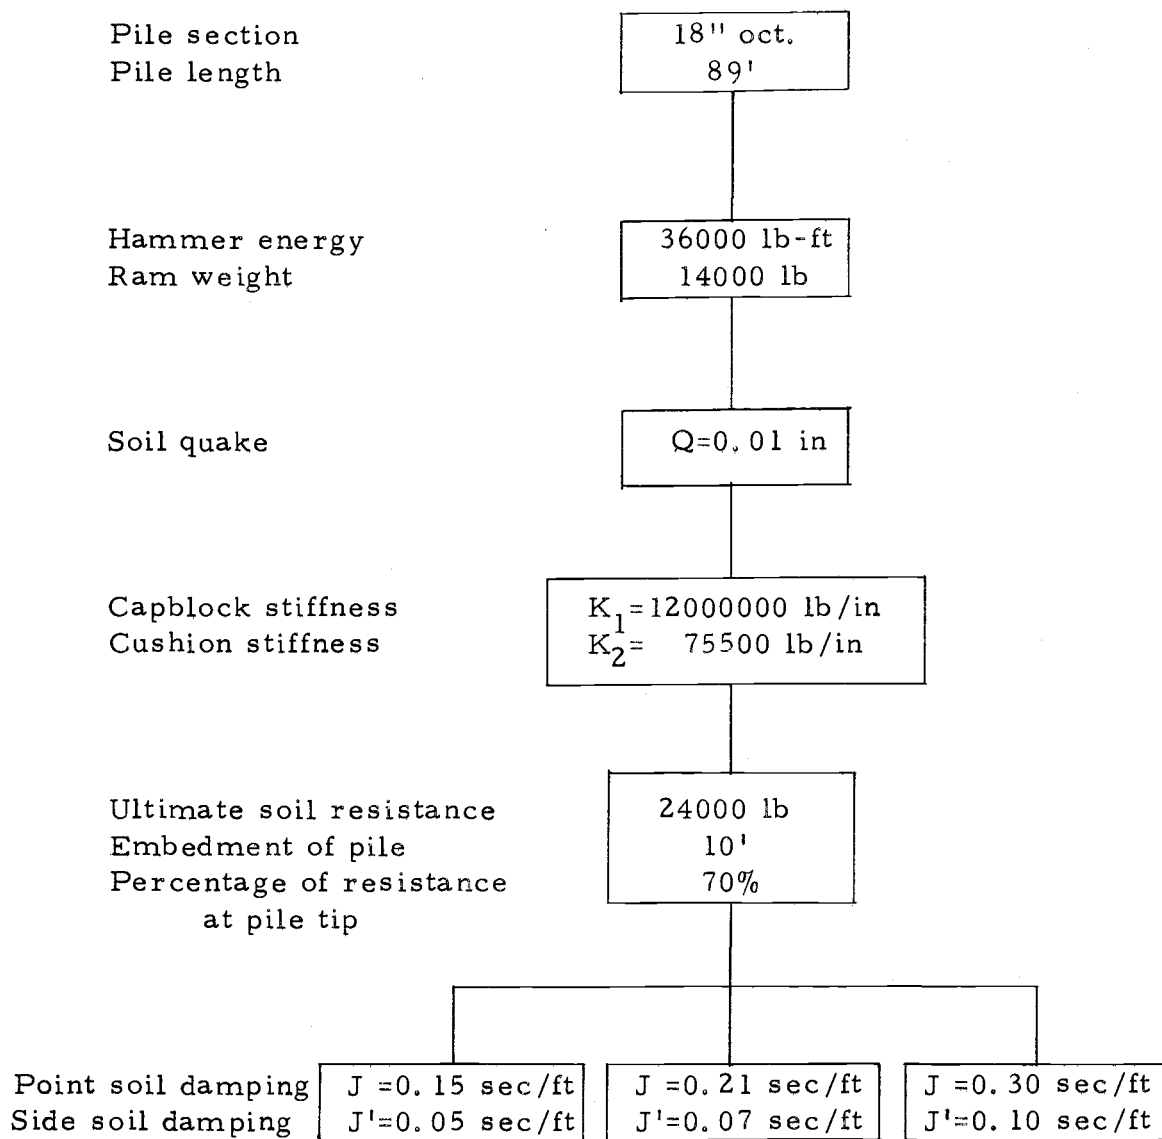 Pile section 18" oct.
Pile length 89'
Hammer energy 36000 lb-ft
Ram weight 14000 lb
Soil quake Q=0.01 in
Capblock stiffness K1=12000000 lb/in
Cushion stiffness K2= 75500 lb/in
Ultimate soil resistance 24000 lb
Embedment of pile 10'
Percentage of resistance 70%
at pile tip
Point soil damping J =0.15 sec/ft J =0.21 sec/ft J =0.30 sec/ft
Side soil damping J'=0.05 sec/ft J'=0.07 sec/ft J'=0.10 sec/ft